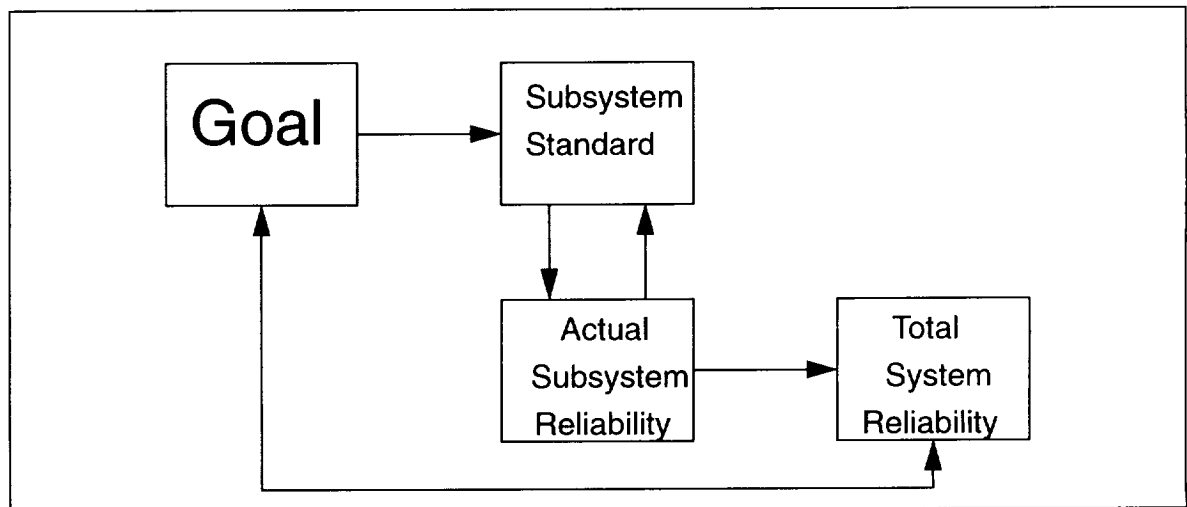 Goal
Subsystem
Standard
Actual
Subsystem
Reliability
Total
System
Reliability